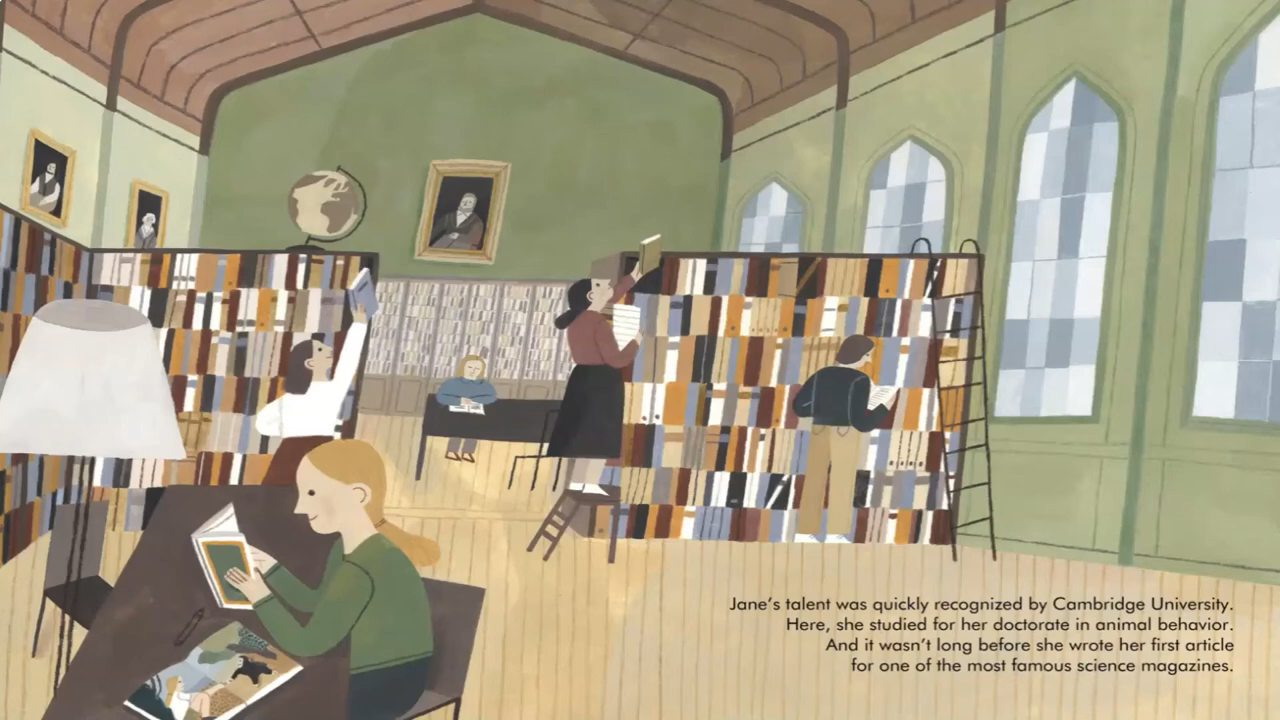 Jane's talent was quickly recognized by Cambridge University.
Here, she studied for her doctorate in animal behavior.
And it wasn't long before she wrote her first article
for one of the most famous science magazines.